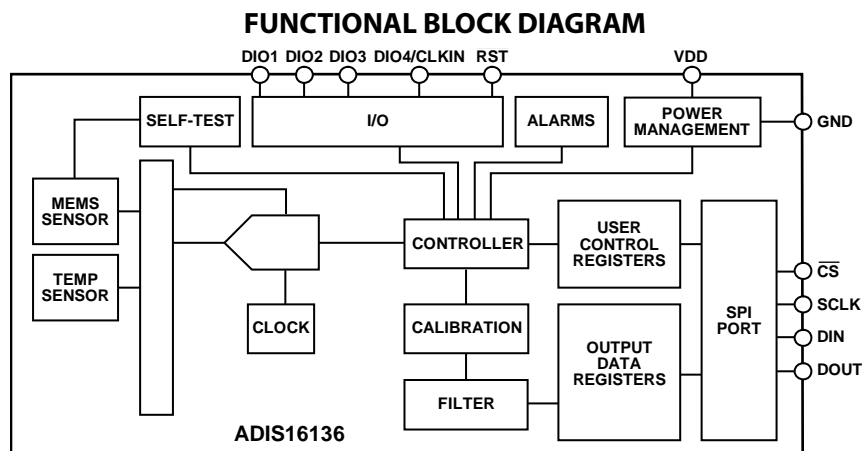 FUNCTIONAL BLOCK DIAGRAM
DIO1 DIO2 DIO3 DIO4/CLKIN RST VDD
SELF-TEST
I/O
ALARMS
POWER
MANAGEMENT
GND
MEMS
SENSOR
TEMP
SENSOR
CLOCK
CONTROLLER
CALIBRATION
FILTER
USER
CONTROL
REGISTERS
OUTPUT
DATA
REGISTERS
SPI
PORT
CS
SCLK
DIN
DOUT
ADIS16136